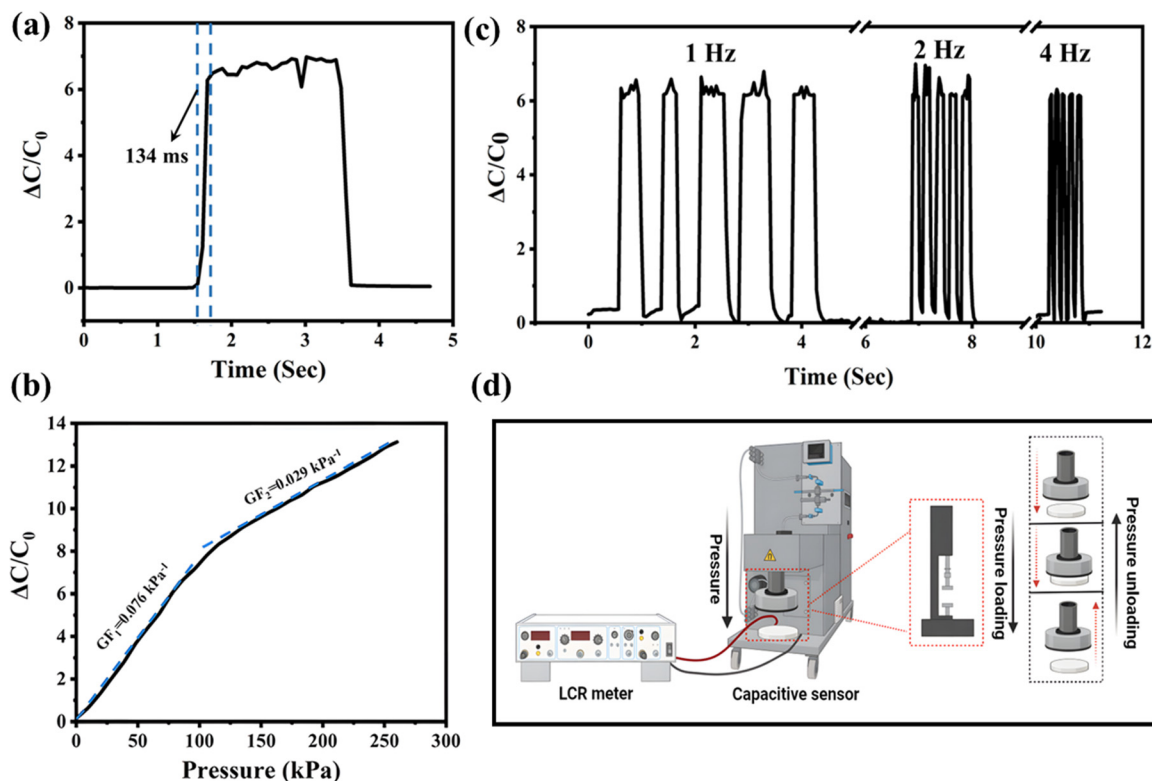 (a)
8
6
4
2
0
ΔC/C₀
134 ms
0 1 2 3 4 5
Time (Sec)
(c)
1 Hz 2 Hz 4 Hz
8
6
4
2
0
ΔC/C0
0 2 4 6 8 10 12
Time (Sec)
(b)
14
12
10
8
6
4
2
0
ΔC/C₀
GF₁=0.076 kPa⁻¹
GF₂=0.029 kPa⁻¹
0 50 100 150 200 250 300
Pressure (kPa)
(d)
Pressure
LCR meter
Capacitive sensor
Pressure loading
Pressure unloading